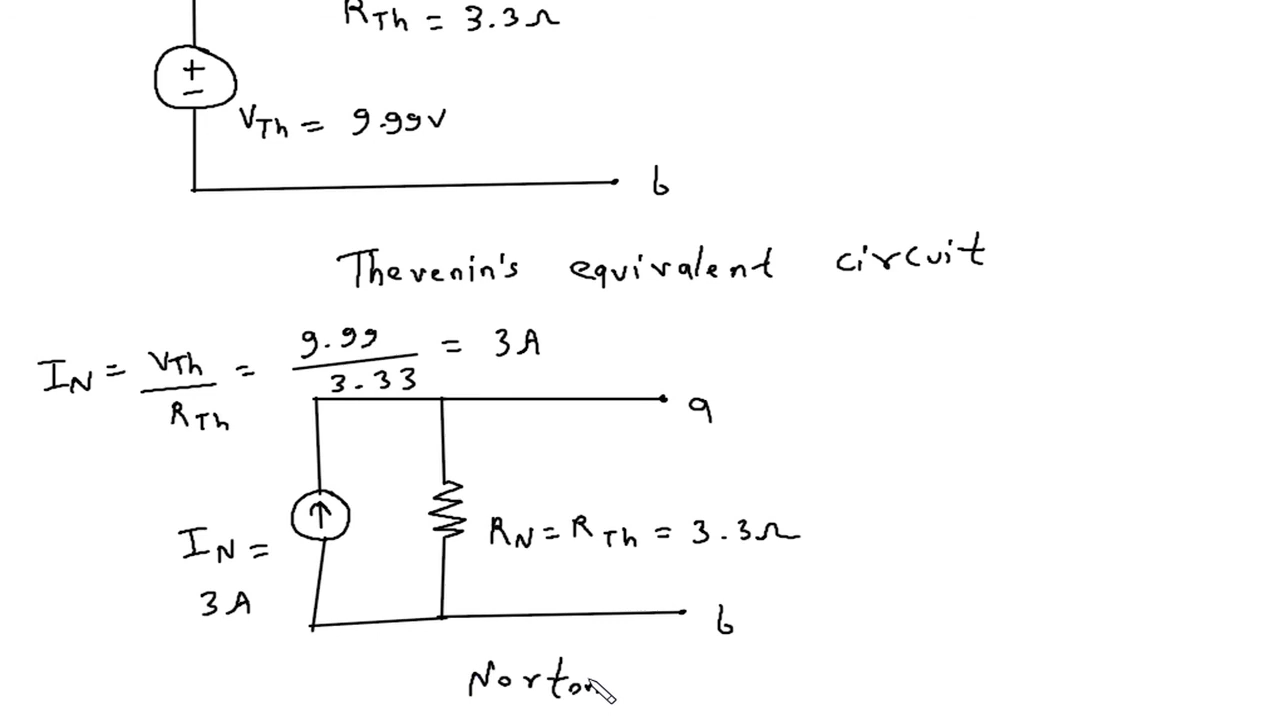 RTh = 3.3Ω
+
−
VTh = 9.99V
b
Thevenin's equivalent circuit
IN = VTh / RTh = 9.99 / 3.33 = 3A
a
IN =
3A
RN = RTh = 3.3Ω
b
Norton